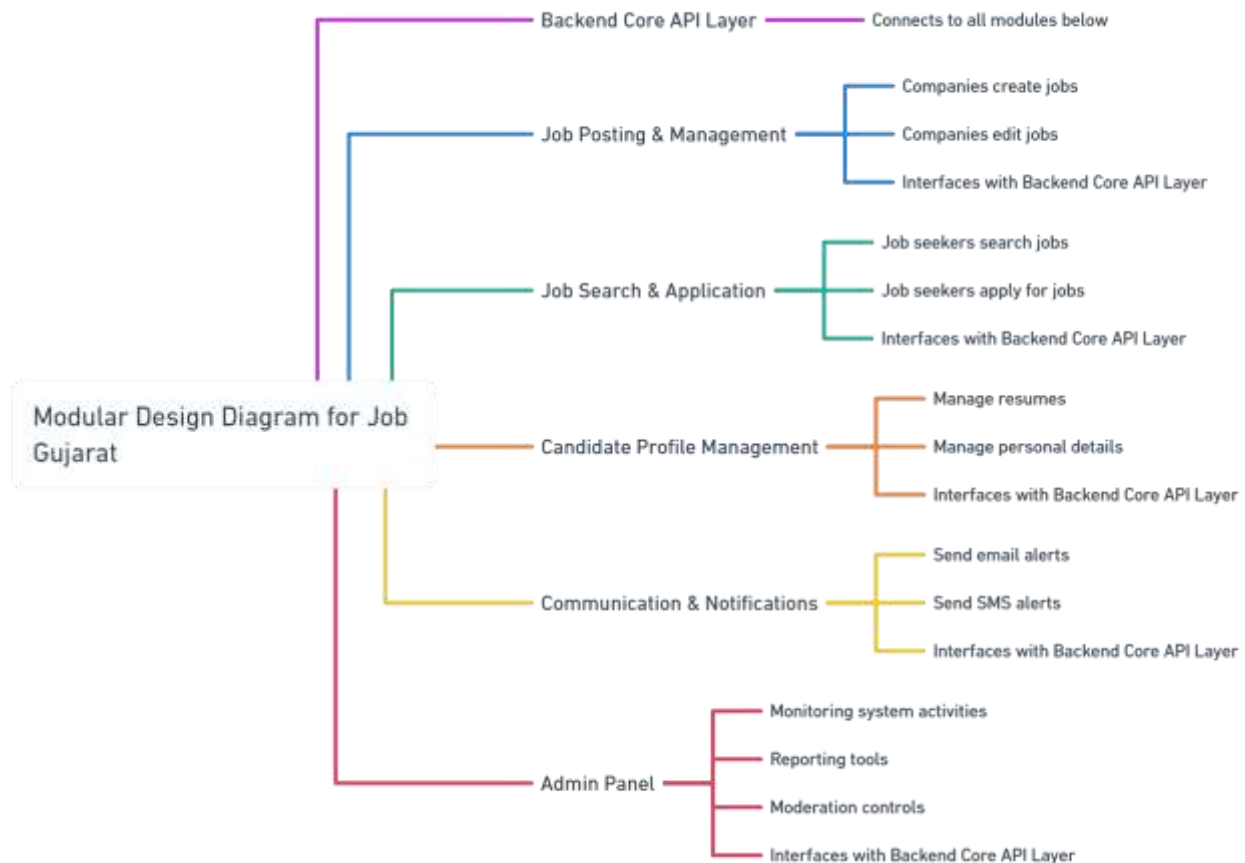 Backend Core API Layer
Connects to all modules below
Job Posting & Management
Companies create jobs
Companies edit jobs
Interfaces with Backend Core API Layer
Job Search & Application
Job seekers search jobs
Job seekers apply for jobs
Interfaces with Backend Core API Layer
Modular Design Diagram for Job
Gujarat
Candidate Profile Management
Manage resumes
Manage personal details
Interfaces with Backend Core API Layer
Communication & Notifications
Send email alerts
Send SMS alerts
Interfaces with Backend Core API Layer
Admin Panel
Monitoring system activities
Reporting tools
Moderation controls
Interfaces with Backend Core API Layer